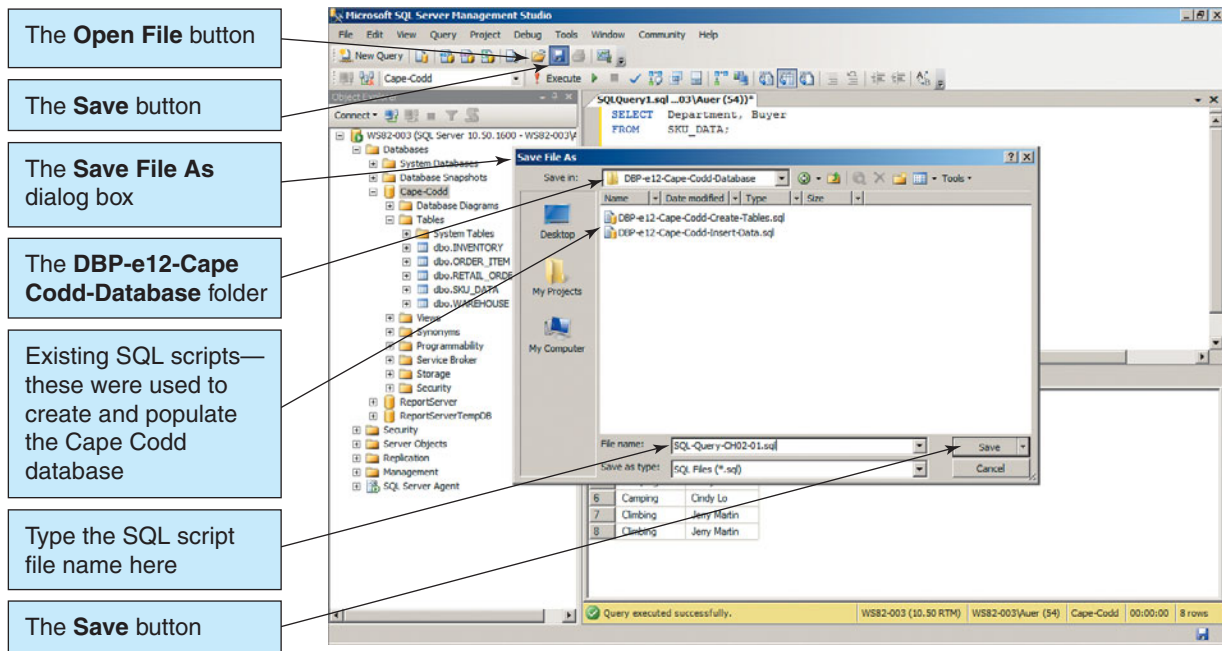 The Open File button
The Save button
The Save File As
dialog box
The DBP-e12-Cape
Codd-Database folder
Existing SQL scripts—
these were used to
create and populate
the Cape Codd
database
Type the SQL script
file name here
The Save button
Microsoft SQL Server Management Studio
File Edit View Query Project Debug Tools Window Community Help
New Query
Cape-Codd
Execute
Object Explorer
Connect
WS82-003 (SQL Server 10.50.1600 - WS82-003\A
Databases
System Databases
Database Snapshots
Cape-Codd
Database Diagrams
Tables
System Tables
dbo.INVENTORY
dbo.ORDER_ITEM
dbo.RETAIL_ORDE
dbo.SKU_DATA
dbo.WAREHOUSE
Views
Synonyms
Programmability
Service Broker
Storage
Security
ReportServer
ReportServerTempDB
Security
Server Objects
Replication
Management
SQL Server Agent
SQLQuery1.sql ...03\Auer (54))*
SELECT Department, Buyer
FROM SKU_DATA;
Save File As
Save in: DBP-e12-Cape-Codd-Database
Tools
Name Date modified Type Size
DBP-e12-Cape-Codd-Create-Tables.sql
DBP-e12-Cape-Codd-Insert-Data.sql
Desktop
My Projects
My Computer
File name: SQL-Query-CH02-01.sql
Save
Save as type: SQL Files (*.sql)
Cancel
6 Camping Cindy Lo
7 Climbing Jerry Martin
8 Climbing Jerry Martin
Query executed successfully.
WS82-003 (10.50 RTM) WS82-003\Auer (54) Cape-Codd 00:00:00 8 rows